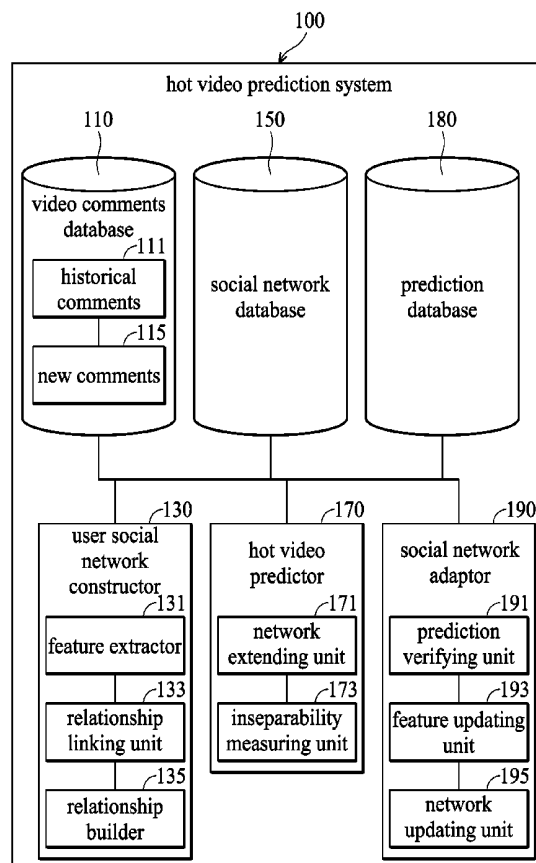 100
hot video prediction system
110
150
180
video comments
database
111
historical
comments
115
new comments
social network
database
prediction
database
130
user social
network
constructor
131
feature extractor
133
relationship
linking unit
135
relationship
builder
170
hot video
predictor
171
network
extending unit
173
inseparability
measuring unit
190
social network
adaptor
191
prediction
verifying unit
193
feature updating
unit
195
network
updating unit